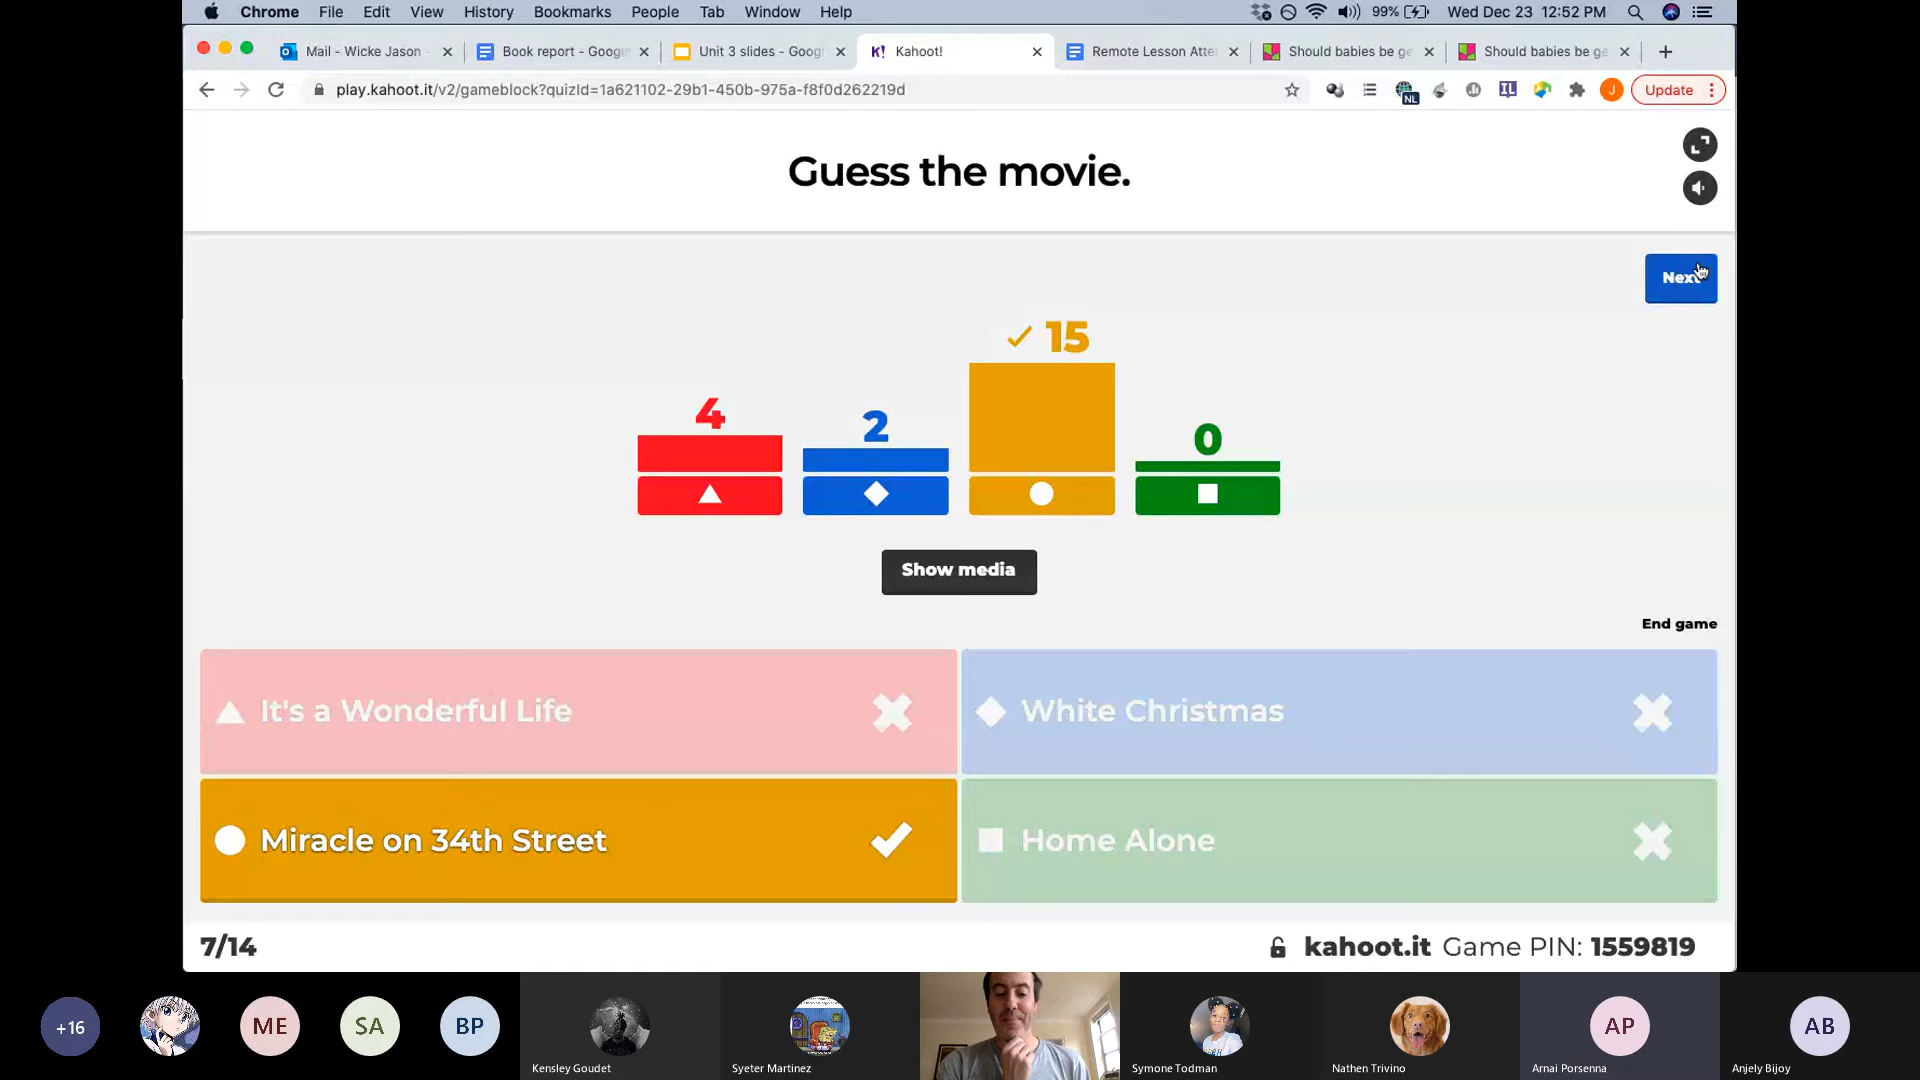 Chrome File Edit View History Bookmarks People Tab Window Help 99% Wed Dec 23 12:52 PM
Mail - Wicke Jason Book report - Googl Unit 3 slides - Goog K! Kahoot! Remote Lesson Atte Should babies be ge Should babies be ge
play.kahoot.it/v2/gameblock?quizId=1a621102-29b1-450b-975a-f8f0d262219d NL IL J Update
Guess the movie.
Next
15
4
2
0
Show media
End game
It's a Wonderful Life
White Christmas
Miracle on 34th Street
Home Alone
7/14
kahoot.it Game PIN: 1559819
+16 ME SA BP AP AB
Kensley Goudet Syeter Martinez Symone Todman Nathen Trivino Arnai Porsenna Anjely Bijoy